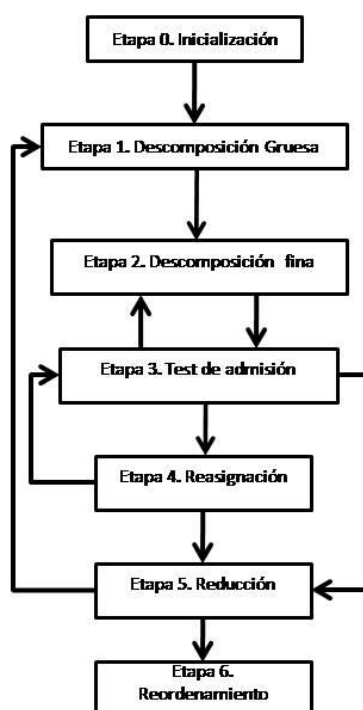 Etapa 0. Inicialización
Etapa 1. Descomposición Gruesa
Etapa 2. Descomposición fina
Etapa 3. Test de admisión
Etapa 4. Reasignación
Etapa 5. Reducción
Etapa 6.
Reordenamiento